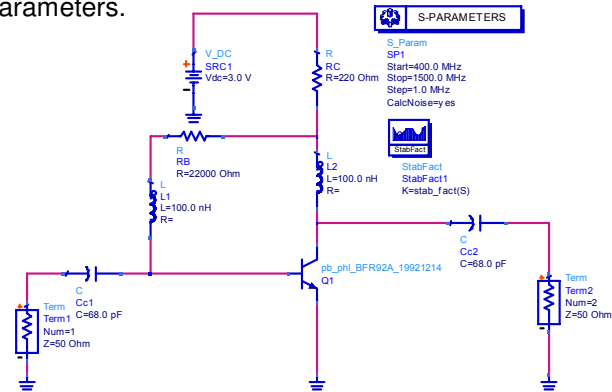 arameters.
S-PARAMETERS
S_Param
SP1
Start=400.0 MHz
Stop=1500.0 MHz
Step=1.0 MHz
CalcNoise=yes
V_DC
SRC1
Vdc=3.0 V
R
RC
R=220 Ohm
R
RB
R=22000 Ohm
StabFact
StabFact
StabFact1
K=stab_fact(S)
L
L1
L=100.0 nH
R=
L
L2
L=100.0 nH
R=
C
Cc1
C=68.0 pF
pb_phl_BFR92A_19921214
Q1
C
Cc2
C=68.0 pF
Term
Term1
Num=1
Z=50 Ohm
Term
Term2
Num=2
Z=50 Ohm